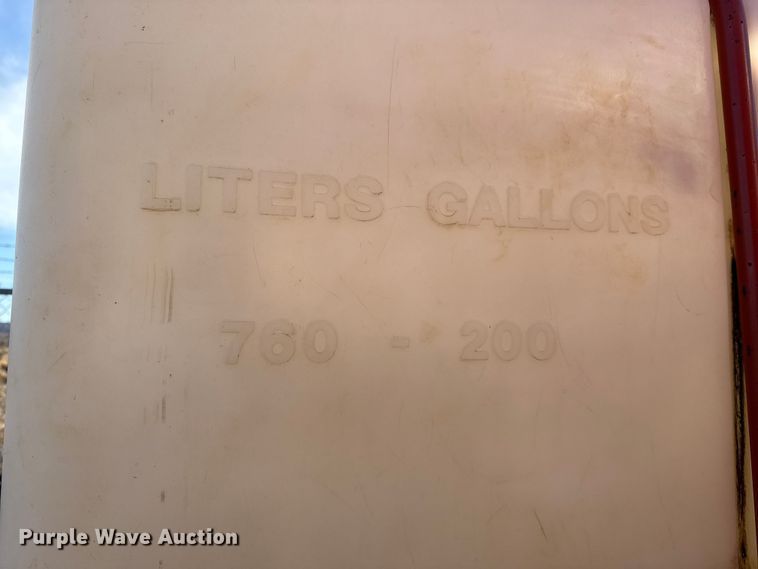 LITERS GALLONS
760 - 200
Purple Wave Auction